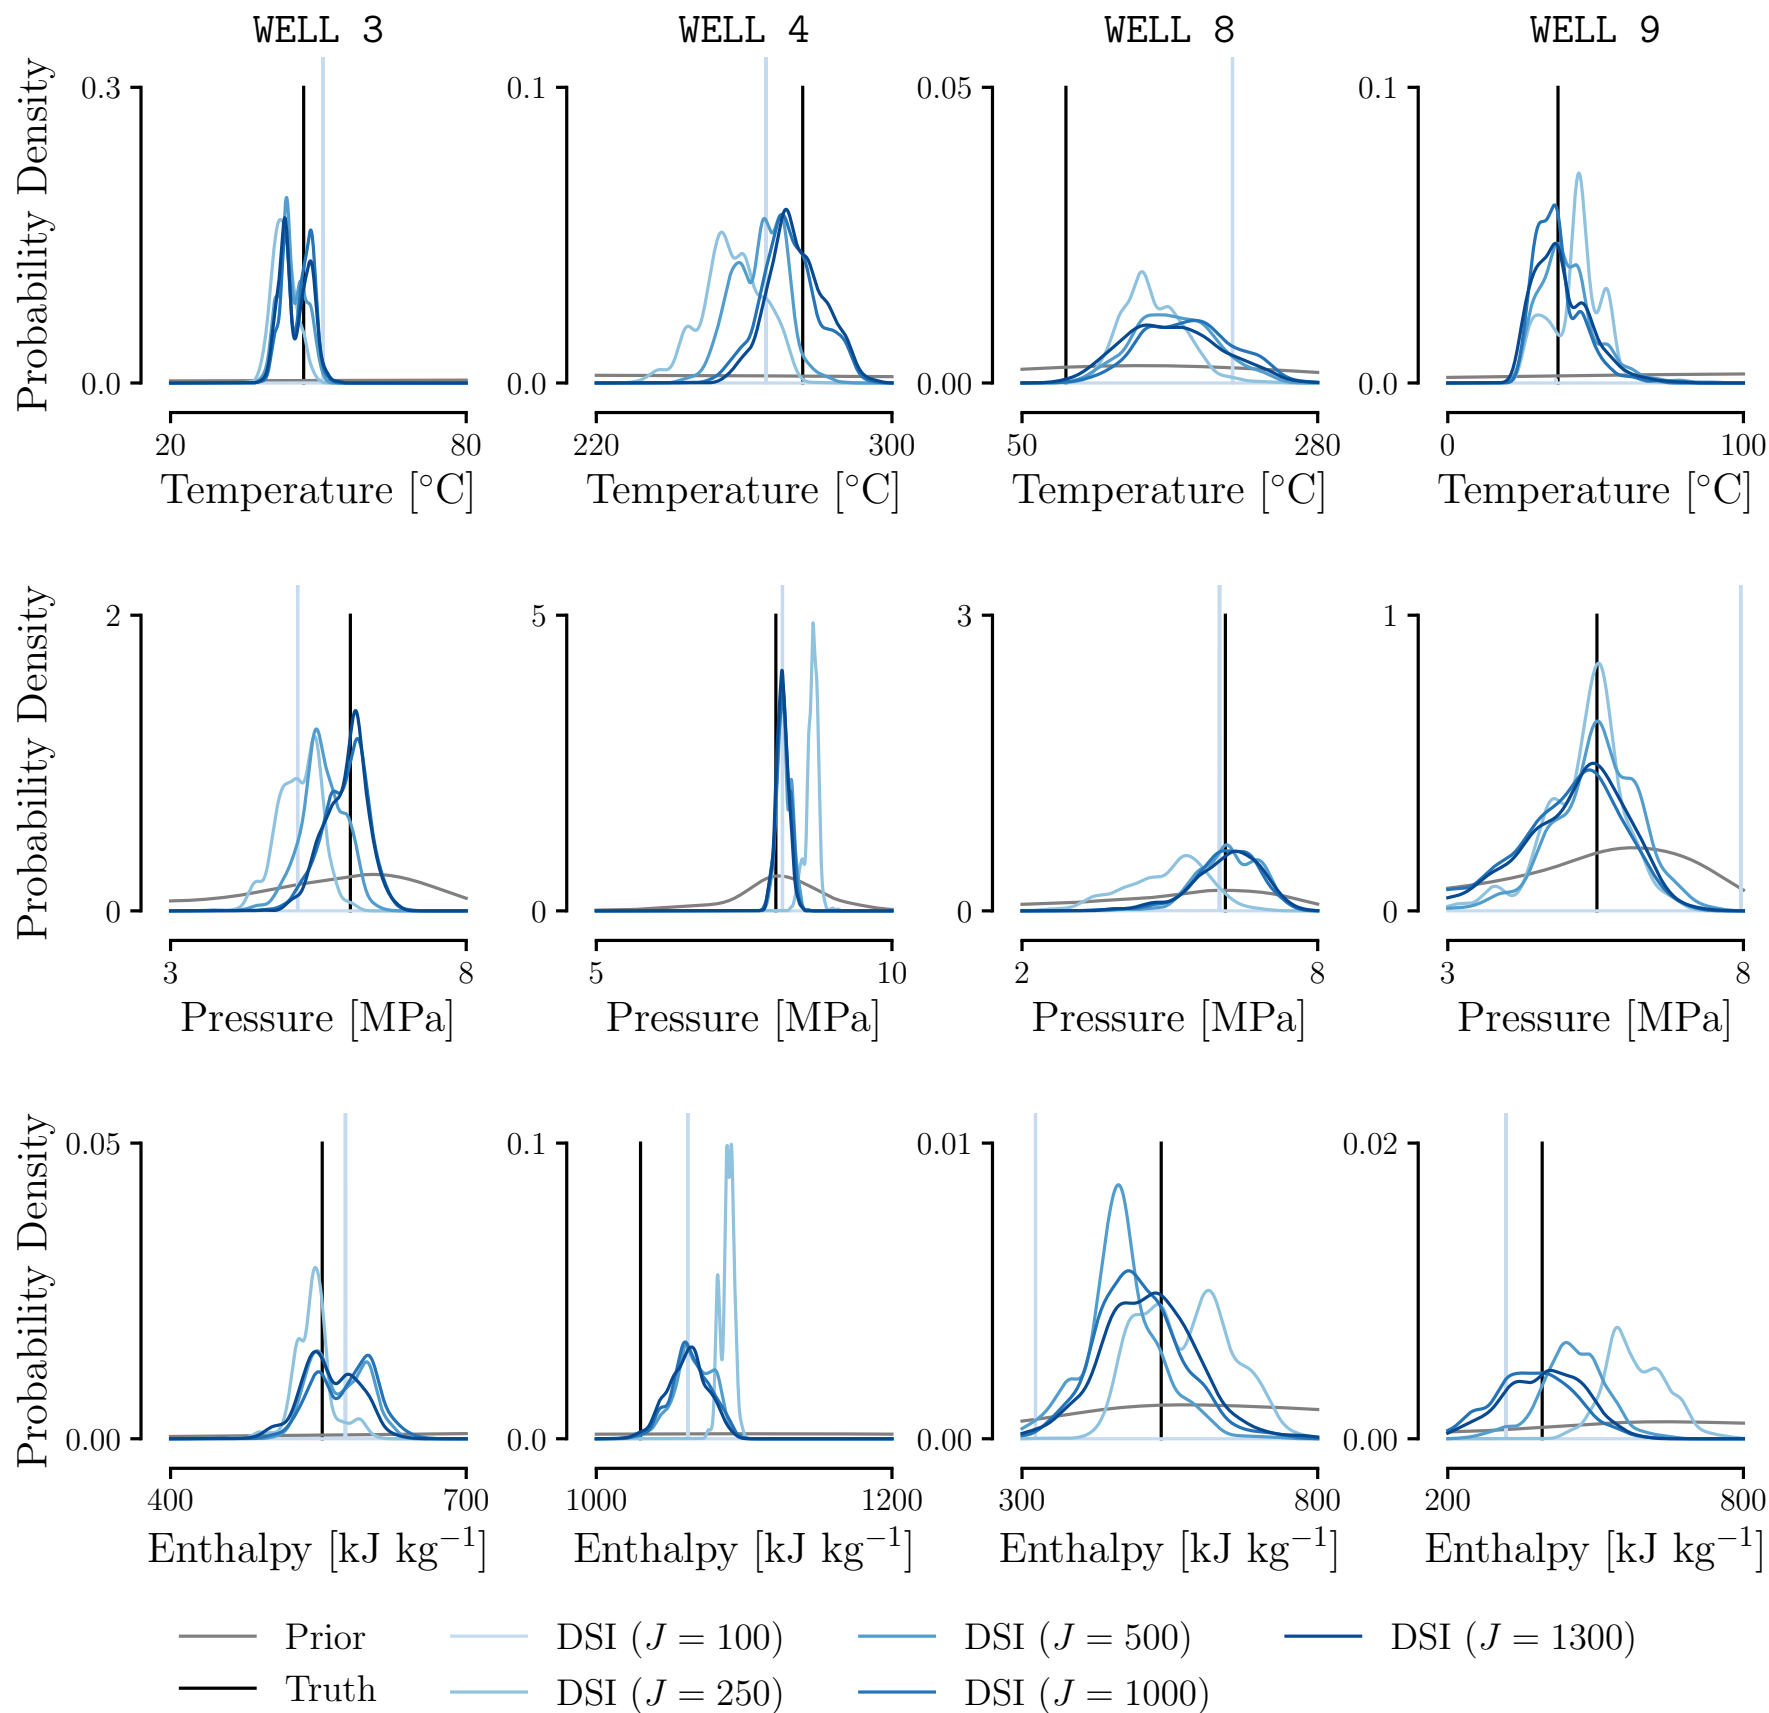 WELL 3 WELL 4 WELL 8 WELL 9
Probability Density
0.3
0.0
20 80
Temperature [°C]
0.1
0.0
220 300
Temperature [°C]
0.05
0.00
50 280
Temperature [°C]
0.1
0.0
0 100
Temperature [°C]
Probability Density
2
0
3 8
Pressure [MPa]
5
0
5 10
Pressure [MPa]
3
0
2 8
Pressure [MPa]
1
0
3 8
Pressure [MPa]
Probability Density
0.05
0.00
400 700
Enthalpy [kJ kg⁻¹]
0.1
0.0
1000 1200
Enthalpy [kJ kg⁻¹]
0.01
0.00
300 800
Enthalpy [kJ kg⁻¹]
0.02
0.00
200 800
Enthalpy [kJ kg⁻¹]
Prior DSI (J = 100) DSI (J = 500) DSI (J = 1300)
Truth DSI (J = 250) DSI (J = 1000)